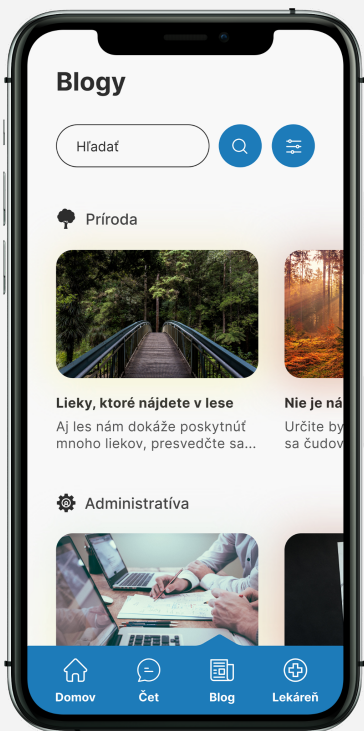 Blogy
Hľadať
Príroda
Lieky, ktoré nájdete v lese
Aj les nám dokáže poskytnúť
mnoho liekov, presvedčte sa...
Nie je ná
Určite by
sa čudov
Administratíva
Domov
Čet
Blog
Lekáreň